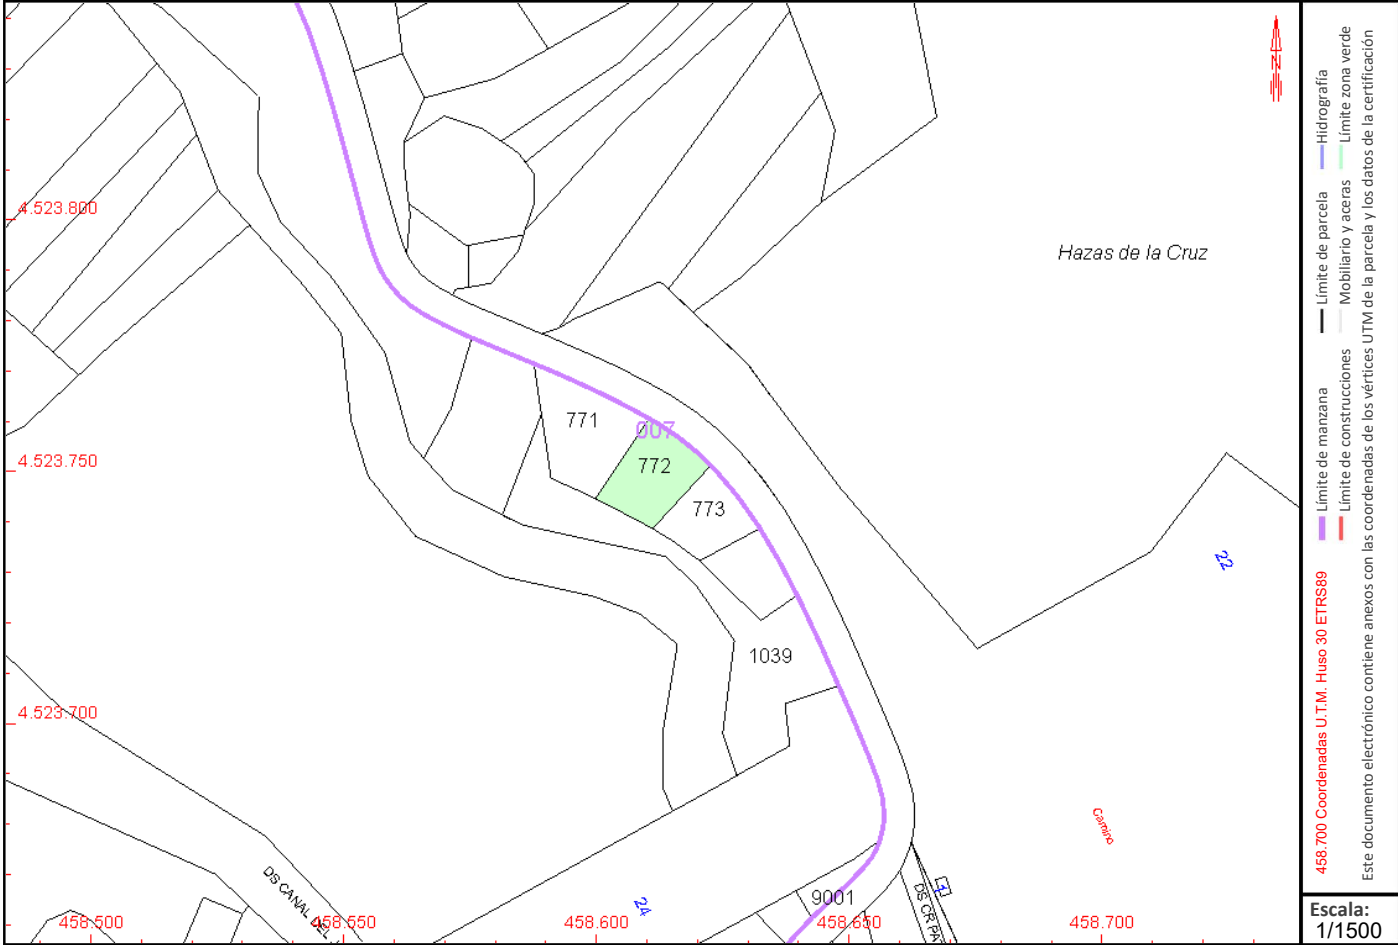 N
4.523.800
Hazas de la Cruz
771
007
772
4.523.750
773
22
1039
4.523.700
Camino
DS CANAL DEL
24
9001
1
DS CR PA
458.500
458.550
458.600
458.650
458.700
Hidrografía
Límite zona verde
Límite de parcela
Mobiliario y aceras
Límite de manzana
Límite de construcciones
458.700 Coordenadas U.T.M. Huso 30 ETRS89
Este documento electrónico contiene anexos con las coordenadas de los vértices UTM de la parcela y los datos de la certificación
Escala:
1/1500